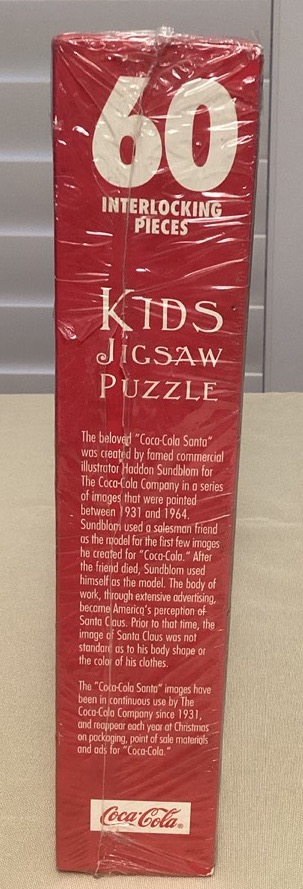 60
INTERLOCKING
PIECES
KIDS
JIGSAW
PUZZLE
The beloved "Coca-Cola Santa"
was created by famed commercial
illustrator Haddon Sundblom for
The Coca-Cola Company in a series
of images that were painted
between 1931 and 1964.
Sundblom used a salesman friend
as the model for the first few images
he created for "Coca-Cola." After
the friend died, Sundblom used
himself as the model. The body of
work, through extensive advertising,
became America's perception of
Santa Claus. Prior to that time, the
image of Santa Claus was not
standard as to his body shape or
the color of his clothes.
The "Coca-Cola Santa" images have
been in continuous use by The
Coca-Cola Company since 1931,
and reappear each year at Christmas
on packaging, point of sale materials
and ads for "Coca-Cola."
Coca-Cola®